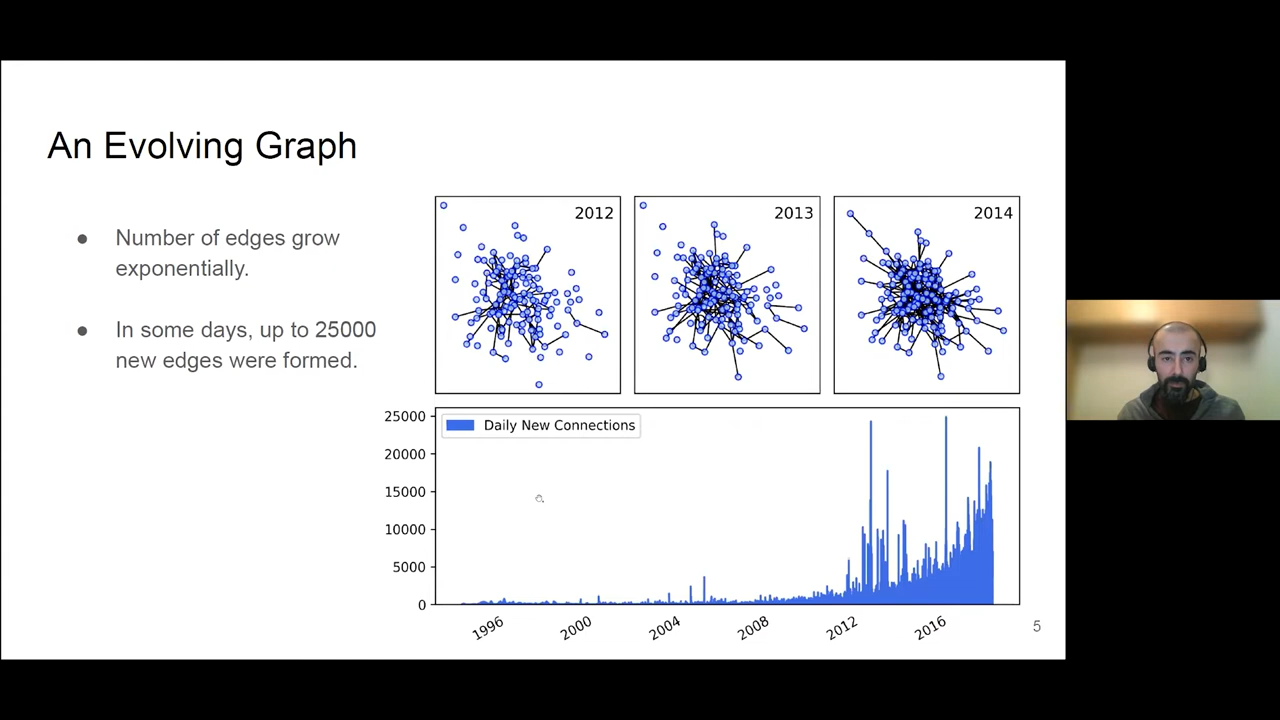 An Evolving Graph
● Number of edges grow
exponentially.
● In some days, up to 25000
new edges were formed.
2012
2013
2014
25000
20000
15000
10000
5000
0
Daily New Connections
1996
2000
2004
2008
2012
2016
5